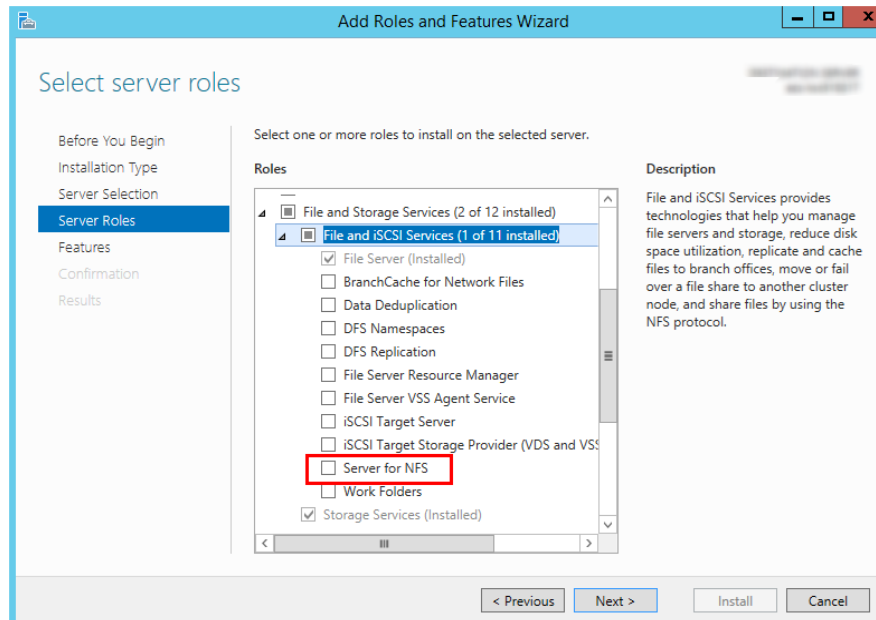 Add Roles and Features Wizard
Select server roles
Before You Begin
Installation Type
Server Selection
Server Roles
Features
Confirmation
Results
Select one or more roles to install on the selected server.
Roles
File and Storage Services (2 of 12 installed)
File and iSCSI Services (1 of 11 installed)
File Server (Installed)
BranchCache for Network Files
Data Deduplication
DFS Namespaces
DFS Replication
File Server Resource Manager
File Server VSS Agent Service
iSCSI Target Server
iSCSI Target Storage Provider (VDS and VSS
Server for NFS
Work Folders
Storage Services (Installed)
Description
File and iSCSI Services provides
technologies that help you manage
file servers and storage, reduce disk
space utilization, replicate and cache
files to branch offices, move or fail
over a file share to another cluster
node, and share files by using the
NFS protocol.
< Previous
Next >
Install
Cancel